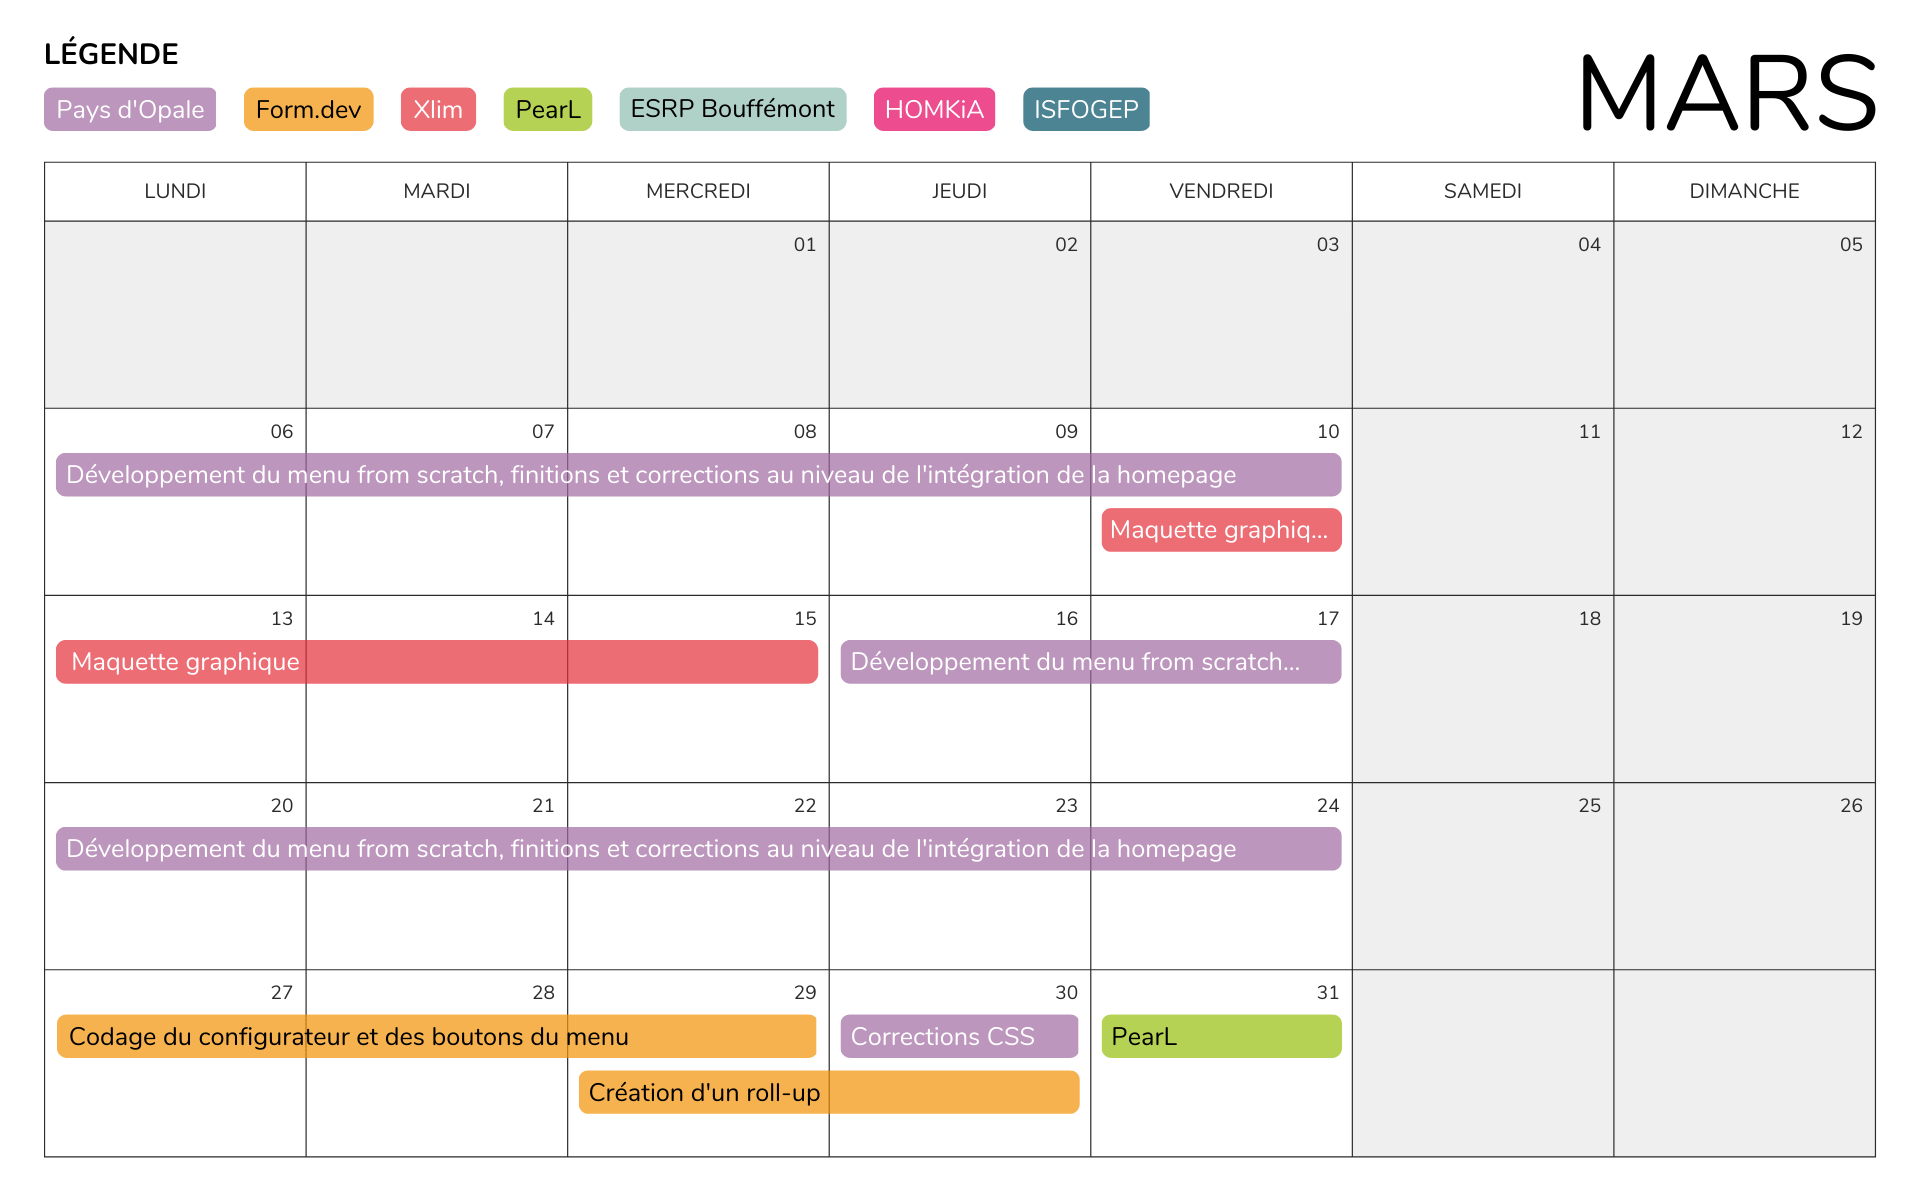 LÉGENDE
MARS
Pays d'Opale Form.dev Xlim PearL ESRP Bouffémont HOMKiA ISFOGEP
LUNDI MARDI MERCREDI JEUDI VENDREDI SAMEDI DIMANCHE
01 02 03 04 05
06 07 08 09 10 11 12
Développement du menu from scratch, finitions et corrections au niveau de l'intégration de la homepage
Maquette graphiq...
13 14 15 16 17 18 19
Maquette graphique Développement du menu from scratch...
20 21 22 23 24 25 26
Développement du menu from scratch, finitions et corrections au niveau de l'intégration de la homepage
27 28 29 30 31
Codage du configurateur et des boutons du menu Corrections CSS PearL
Création d'un roll-up